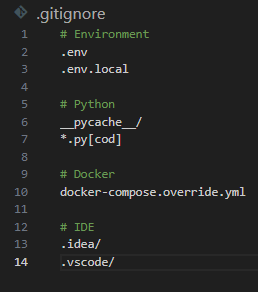 .gitignore
1 # Environment
2 .env
3 .env.local
4
5 # Python
6 __pycache__/
7 *.py[cod]
8
9 # Docker
10 docker-compose.override.yml
11
12 # IDE
13 .idea/
14 .vscode/